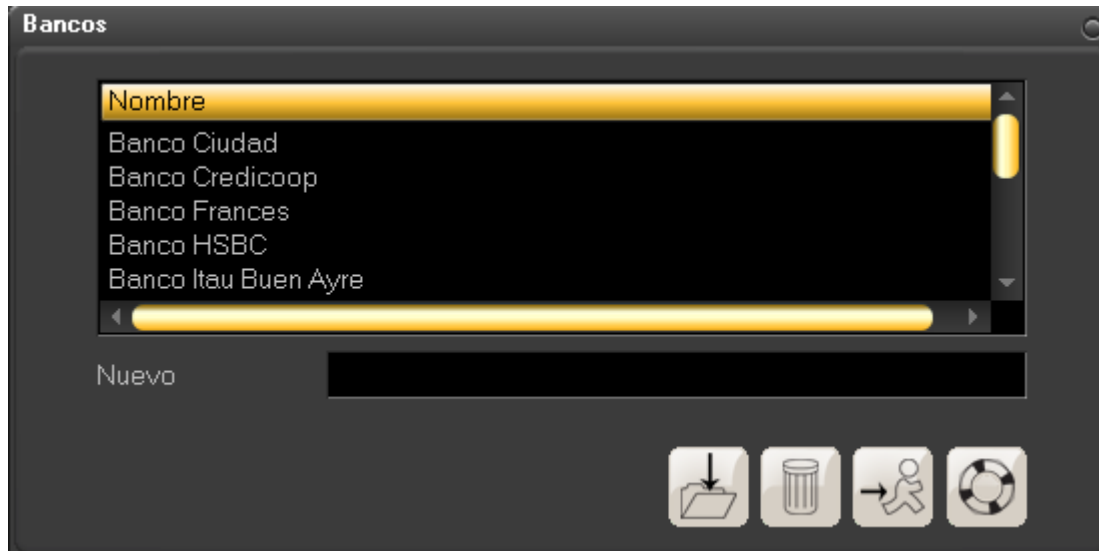 Bancos
Nombre
Banco Ciudad
Banco Credicoop
Banco Frances
Banco HSBC
Banco Itau Buen Ayre
Nuevo